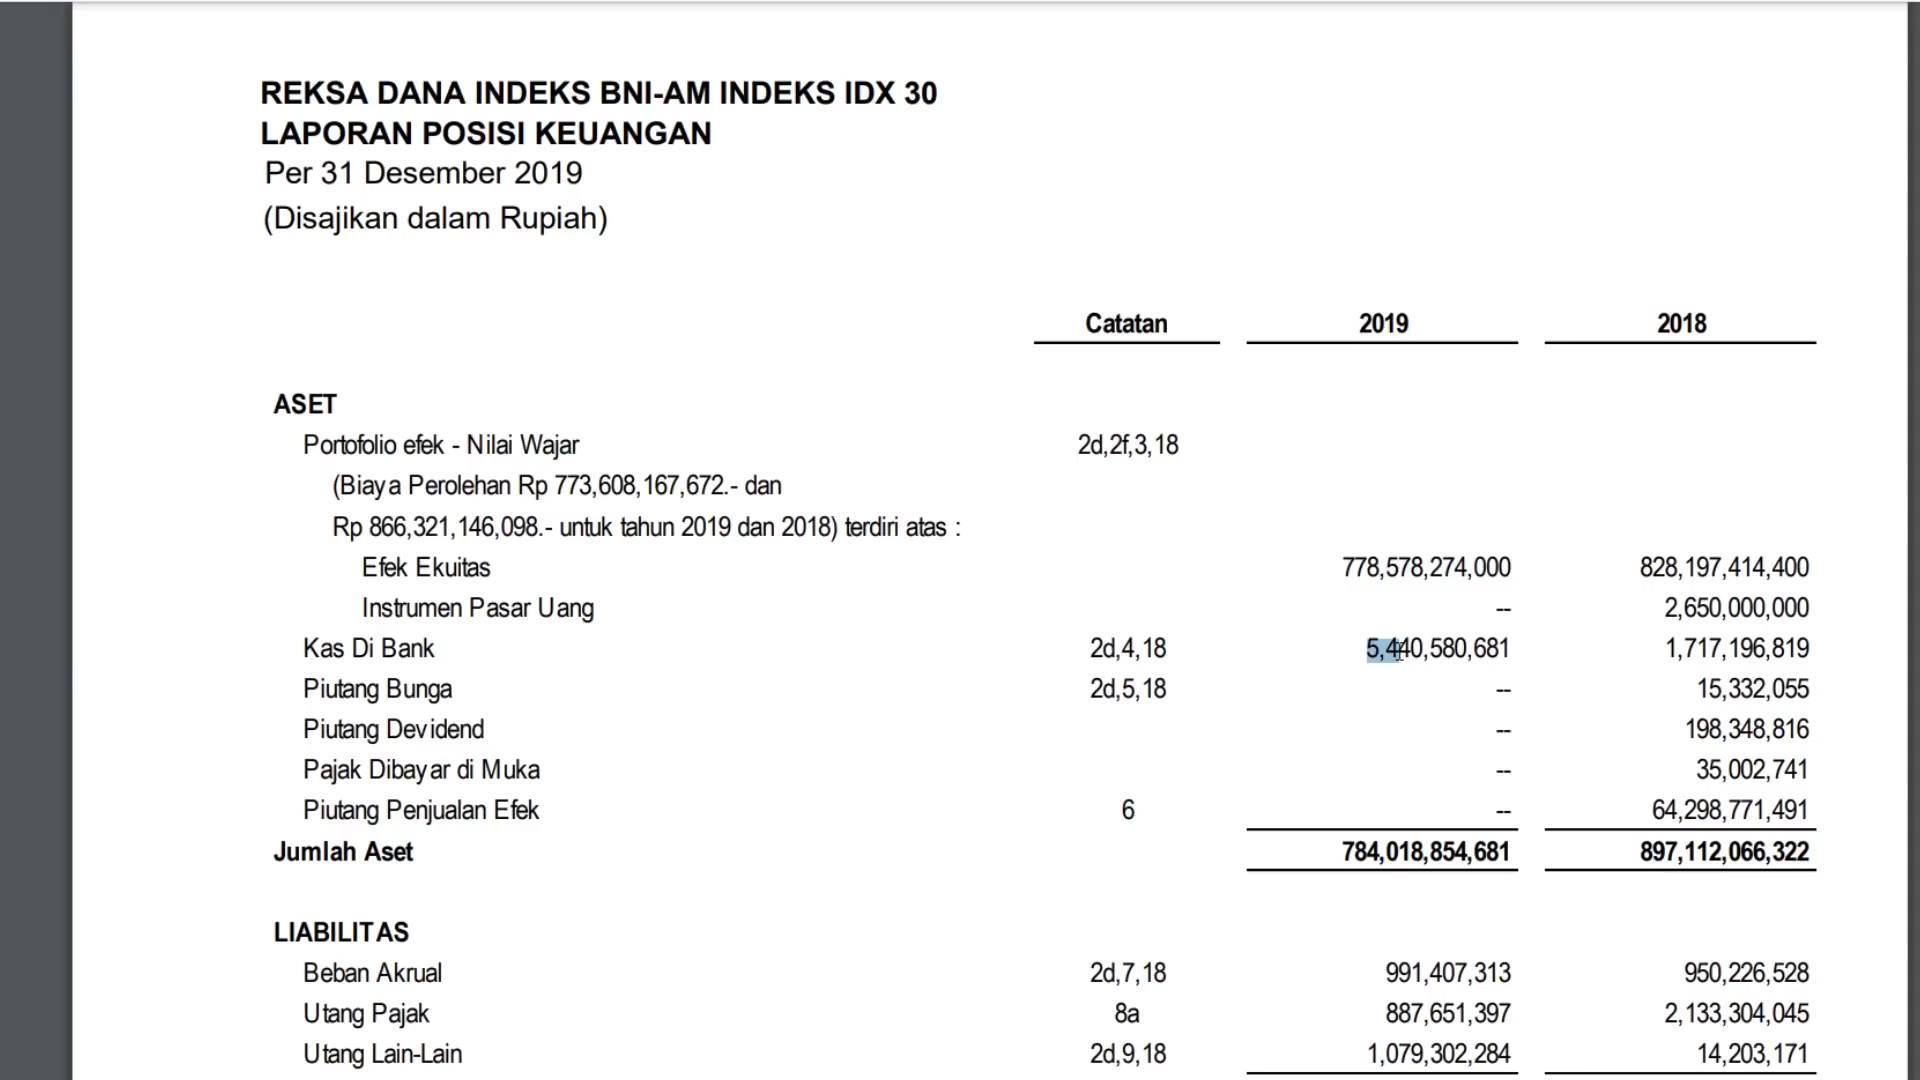 REKSA DANA INDEKS BNI-AM INDEKS IDX 30
LAPORAN POSISI KEUANGAN
Per 31 Desember 2019
(Disajikan dalam Rupiah)
Catatan 2019 2018
ASET
Portofolio efek - Nilai Wajar 2d,2f,3,18
(Biaya Perolehan Rp 773,608,167,672.- dan
Rp 866,321,146,098.- untuk tahun 2019 dan 2018) terdiri atas :
Efek Ekuitas 778,578,274,000 828,197,414,400
Instrumen Pasar Uang -- 2,650,000,000
Kas Di Bank 2d,4,18 5,440,580,681 1,717,196,819
Piutang Bunga 2d,5,18 -- 15,332,055
Piutang Devidend -- 198,348,816
Pajak Dibayar di Muka -- 35,002,741
Piutang Penjualan Efek 6 -- 64,298,771,491
Jumlah Aset 784,018,854,681 897,112,066,322
LIABILITAS
Beban Akrual 2d,7,18 991,407,313 950,226,528
Utang Pajak 8a 887,651,397 2,133,304,045
Utang Lain-Lain 2d,9,18 1,079,302,284 14,203,171